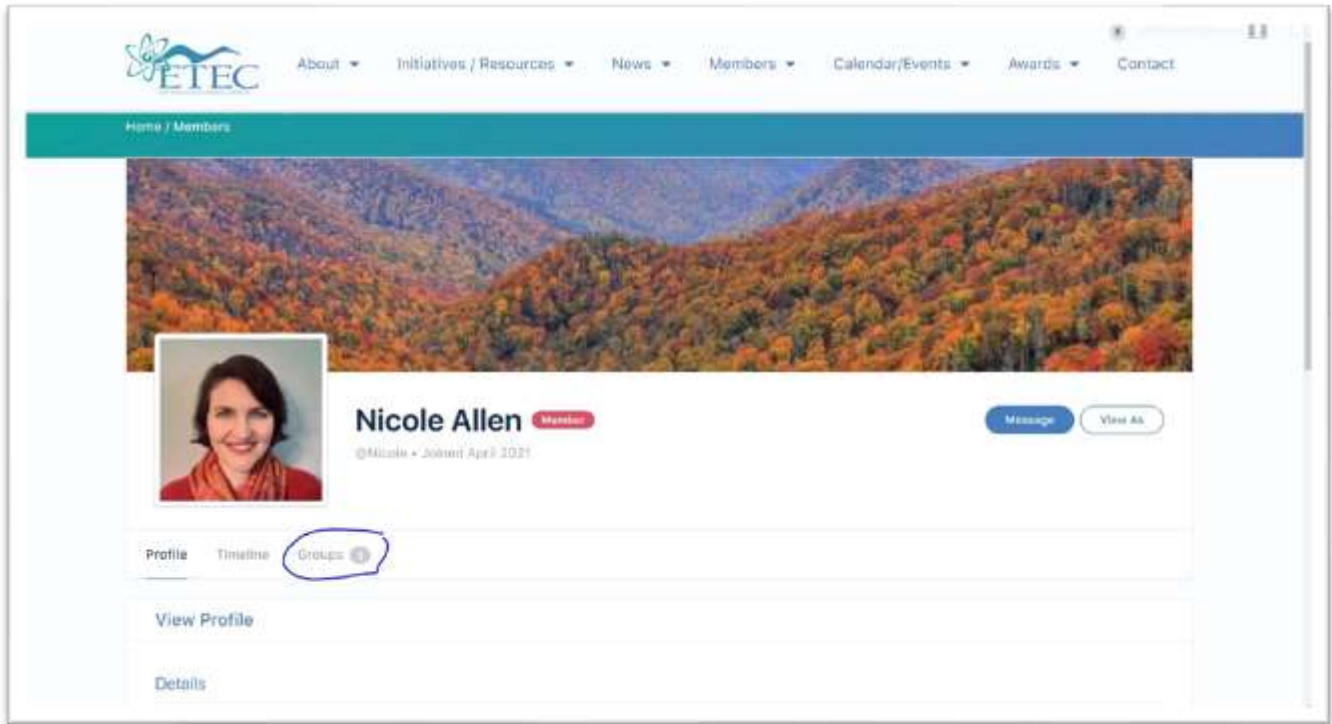 ETEC
About Initiatives / Resources News Members Calendar/Events Awards Contact
Home / Members
Nicole Allen Member
@Nicole • Joined April 2021
Message View As
Profile Timeline Groups
View Profile
Details